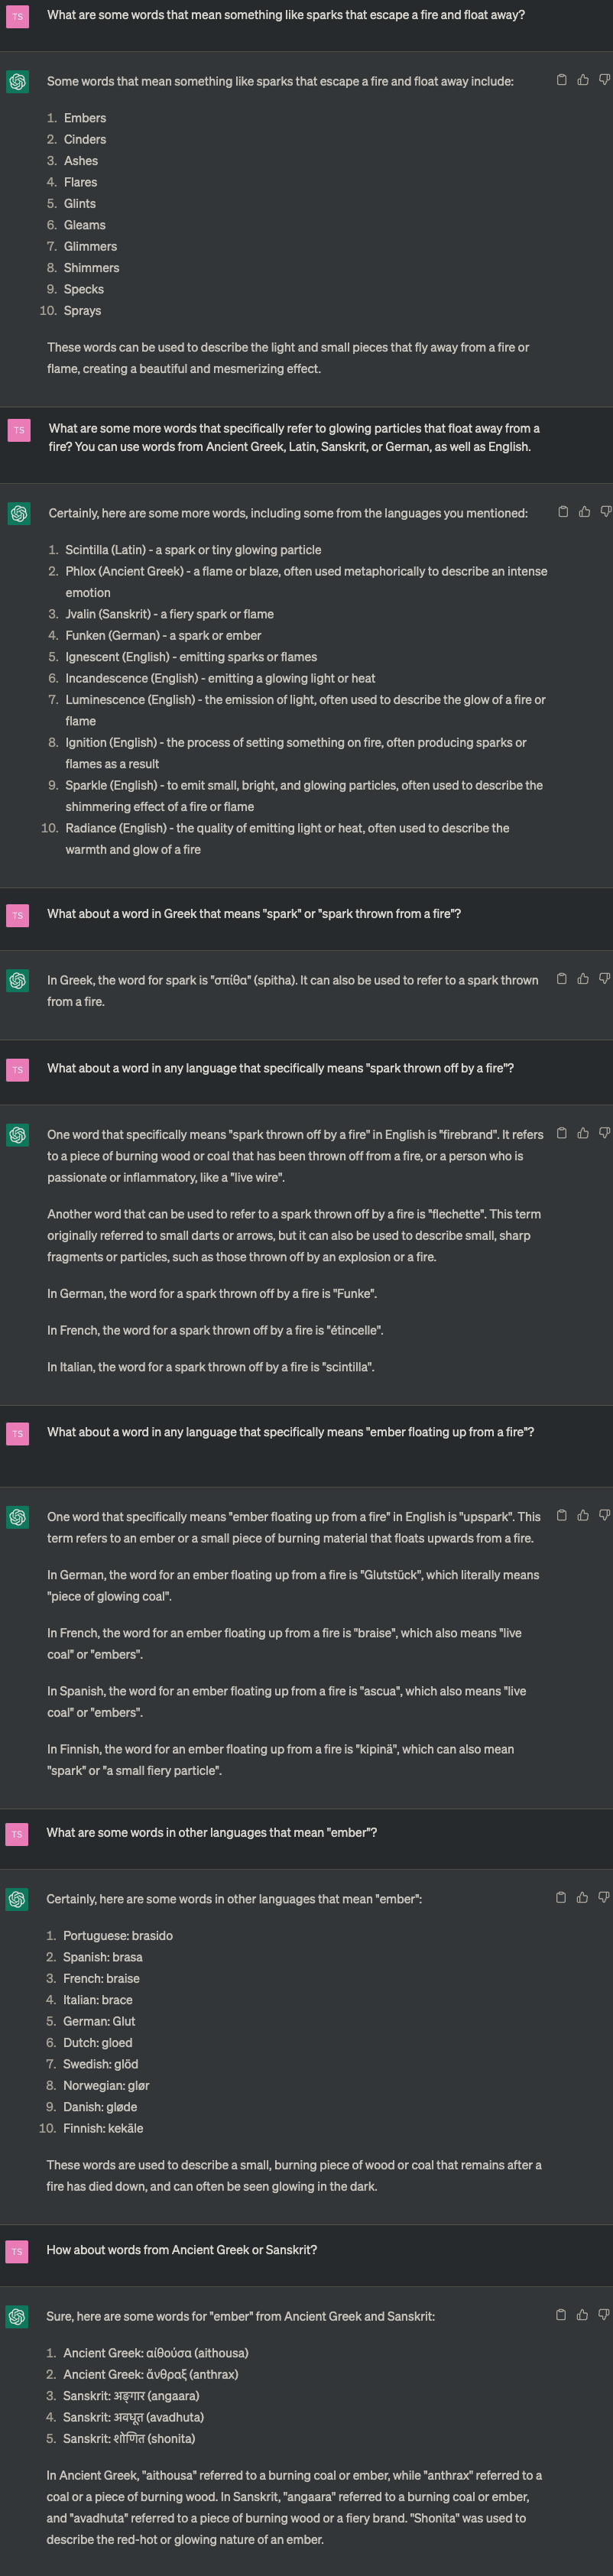 TS
What are some words that mean something like sparks that escape a fire and float away?
Some words that mean something like sparks that escape a fire and float away include:
1. Embers
2. Cinders
3. Ashes
4. Flares
5. Glints
6. Gleams
7. Glimmers
8. Shimmers
9. Specks
10. Sprays
These words can be used to describe the light and small pieces that fly away from a fire or
flame, creating a beautiful and mesmerizing effect.
TS
What are some more words that specifically refer to glowing particles that float away from a
fire? You can use words from Ancient Greek, Latin, Sanskrit, or German, as well as English.
Certainly, here are some more words, including some from the languages you mentioned:
1. Scintilla (Latin) - a spark or tiny glowing particle
2. Phlox (Ancient Greek) - a flame or blaze, often used metaphorically to describe an intense
emotion
3. Jvalin (Sanskrit) - a fiery spark or flame
4. Funken (German) - a spark or ember
5. Ignescent (English) - emitting sparks or flames
6. Incandescence (English) - emitting a glowing light or heat
7. Luminescence (English) - the emission of light, often used to describe the glow of a fire or
flame
8. Ignition (English) - the process of setting something on fire, often producing sparks or
flames as a result
9. Sparkle (English) - to emit small, bright, and glowing particles, often used to describe the
shimmering effect of a fire or flame
10. Radiance (English) - the quality of emitting light or heat, often used to describe the
warmth and glow of a fire
TS
What about a word in Greek that means "spark" or "spark thrown from a fire"?
In Greek, the word for spark is "σπίθα" (spitha). It can also be used to refer to a spark thrown
from a fire.
TS
What about a word in any language that specifically means "spark thrown off by a fire"?
One word that specifically means "spark thrown off by a fire" in English is "firebrand". It refers
to a piece of burning wood or coal that has been thrown off from a fire, or a person who is
passionate or inflammatory, like a "live wire".
Another word that can be used to refer to a spark thrown off by a fire is "flechette". This term
originally referred to small darts or arrows, but it can also be used to describe small, sharp
fragments or particles, such as those thrown off by an explosion or a fire.
In German, the word for a spark thrown off by a fire is "Funke".
In French, the word for a spark thrown off by a fire is "étincelle".
In Italian, the word for a spark thrown off by a fire is "scintilla".
TS
What about a word in any language that specifically means "ember floating up from a fire"?
One word that specifically means "ember floating up from a fire" in English is "upspark". This
term refers to an ember or a small piece of burning material that floats upwards from a fire.
In German, the word for an ember floating up from a fire is "Glutstück", which literally means
"piece of glowing coal".
In French, the word for an ember floating up from a fire is "braise", which also means "live
coal" or "embers".
In Spanish, the word for an ember floating up from a fire is "ascua", which also means "live
coal" or "embers".
In Finnish, the word for an ember floating up from a fire is "kipinä", which can also mean
"spark" or "a small fiery particle".
TS
What are some words in other languages that mean "ember"?
Certainly, here are some words in other languages that mean "ember":
1. Portuguese: brasido
2. Spanish: brasa
3. French: braise
4. Italian: brace
5. German: Glut
6. Dutch: gloed
7. Swedish: glöd
8. Norwegian: glør
9. Danish: gløde
10. Finnish: kekäle
These words are used to describe a small, burning piece of wood or coal that remains after a
fire has died down, and can often be seen glowing in the dark.
TS
How about words from Ancient Greek or Sanskrit?
Sure, here are some words for "ember" from Ancient Greek and Sanskrit:
1. Ancient Greek: αἰθούσα (aithousa)
2. Ancient Greek: ἄνθραξ (anthrax)
3. Sanskrit: अङ्गार (angaara)
4. Sanskrit: अवधूत (avadhuta)
5. Sanskrit: शोणित (shonita)
In Ancient Greek, "aithousa" referred to a burning coal or ember, while "anthrax" referred to a
coal or a piece of burning wood. In Sanskrit, "angaara" referred to a burning coal or ember,
and "avadhuta" referred to a piece of burning wood or a fiery brand. "Shonita" was used to
describe the red-hot or glowing nature of an ember.